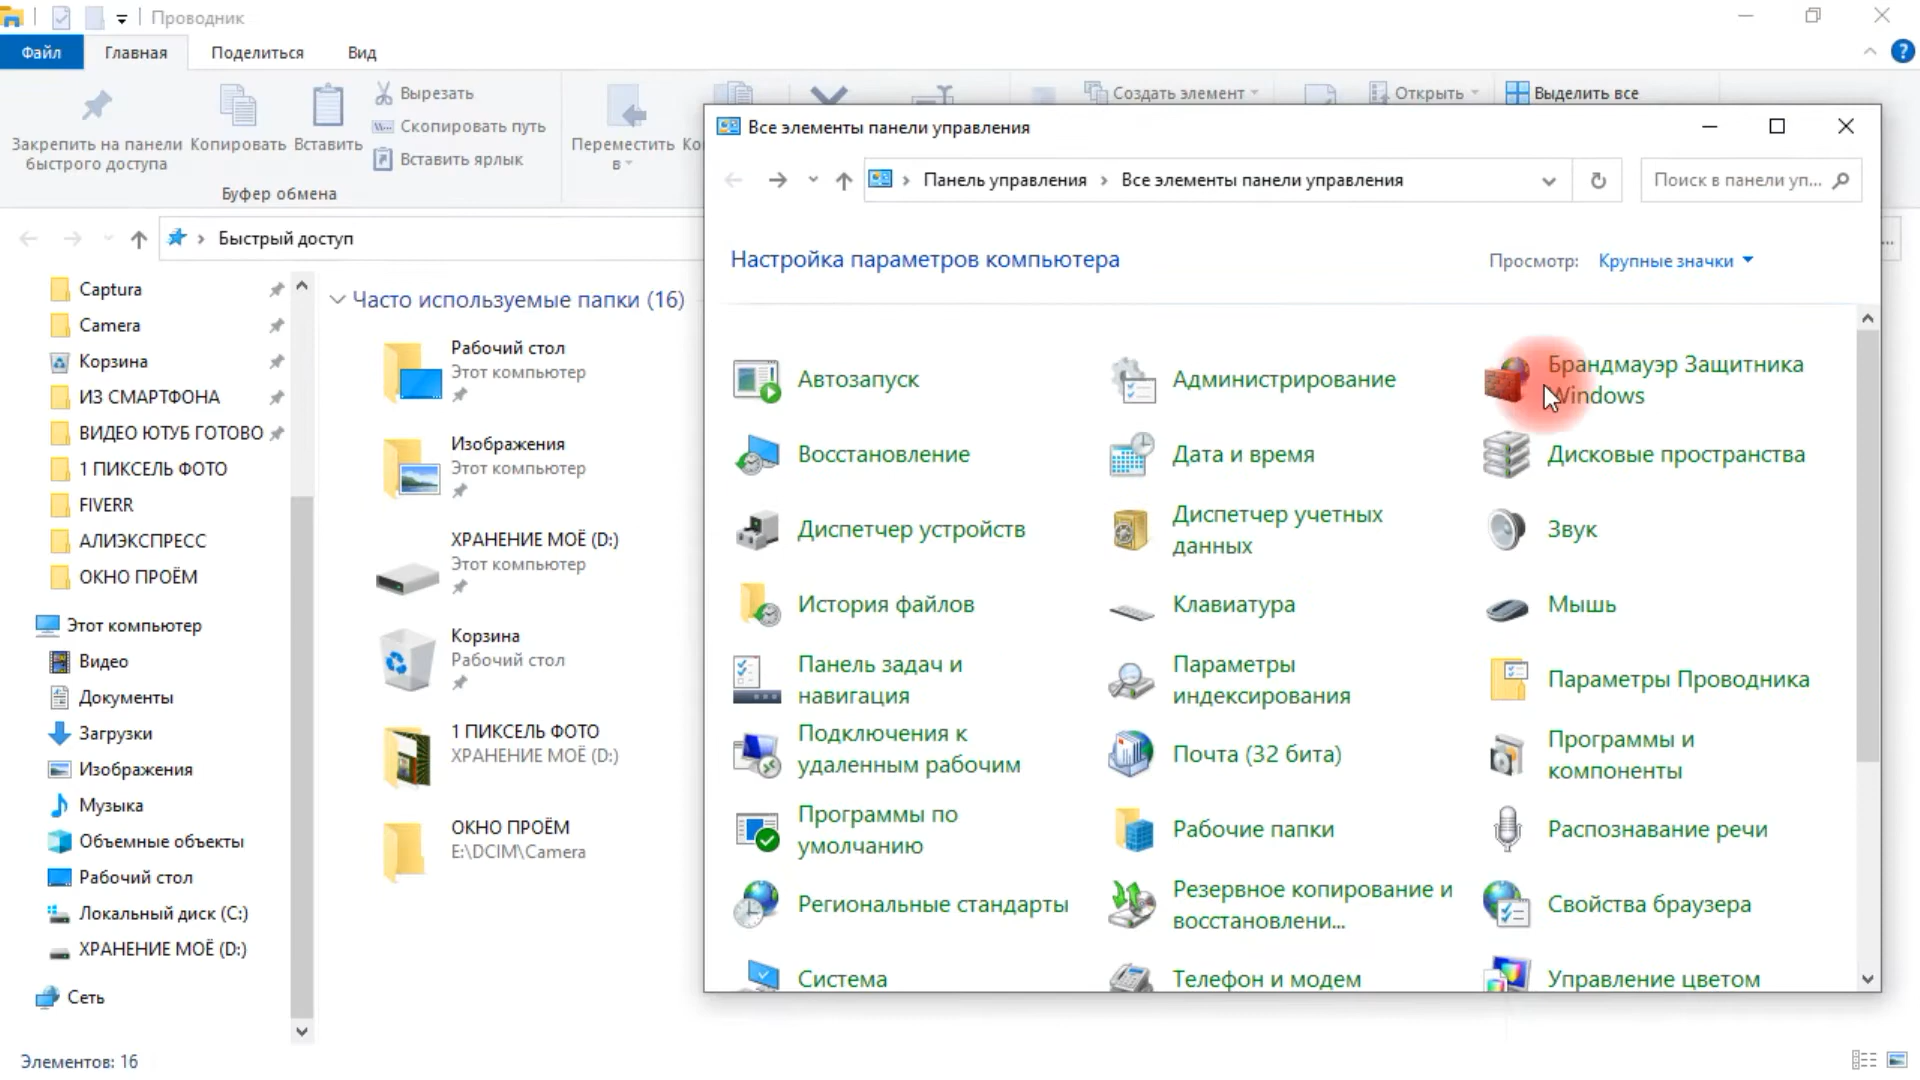 Проводник
Файл
Главная
Поделиться
Вид
Закрепить на панели
быстрого доступа
Копировать
Вставить
Вырезать
Скопировать путь
Вставить ярлык
Буфер обмена
Переместить
в
Создать элемент
Открыть
Выделить все
Быстрый доступ
Captura
Camera
Корзина
ИЗ СМАРТФОНА
ВИДЕО ЮТУБ ГОТОВО
1 ПИКСЕЛЬ ФОТО
FIVERR
АЛИЭКСПРЕСС
ОКНО ПРОЁМ
Этот компьютер
Видео
Документы
Загрузки
Изображения
Музыка
Объемные объекты
Рабочий стол
Локальный диск (C:)
ХРАНЕНИЕ МОЁ (D:)
Сеть
Элементов: 16
Часто используемые папки (16)
Рабочий стол
Этот компьютер
Изображения
Этот компьютер
ХРАНЕНИЕ МОЁ (D:)
Этот компьютер
Корзина
Рабочий стол
1 ПИКСЕЛЬ ФОТО
ХРАНЕНИЕ МОЁ (D:)
ОКНО ПРОЁМ
E:\DCIM\Camera
Все элементы панели управления
Панель управления › Все элементы панели управления
Поиск в панели уп...
Настройка параметров компьютера
Просмотр: Крупные значки
Автозапуск
Администрирование
Брандмауэр Защитника
Windows
Восстановление
Дата и время
Дисковые пространства
Диспетчер устройств
Диспетчер учетных
данных
Звук
История файлов
Клавиатура
Мышь
Панель задач и
навигация
Параметры
индексирования
Параметры Проводника
Подключения к
удаленным рабочим
Почта (32 бита)
Программы и
компоненты
Программы по
умолчанию
Рабочие папки
Распознавание речи
Региональные стандарты
Резервное копирование и
восстановлени...
Свойства браузера
Система
Телефон и модем
Управление цветом